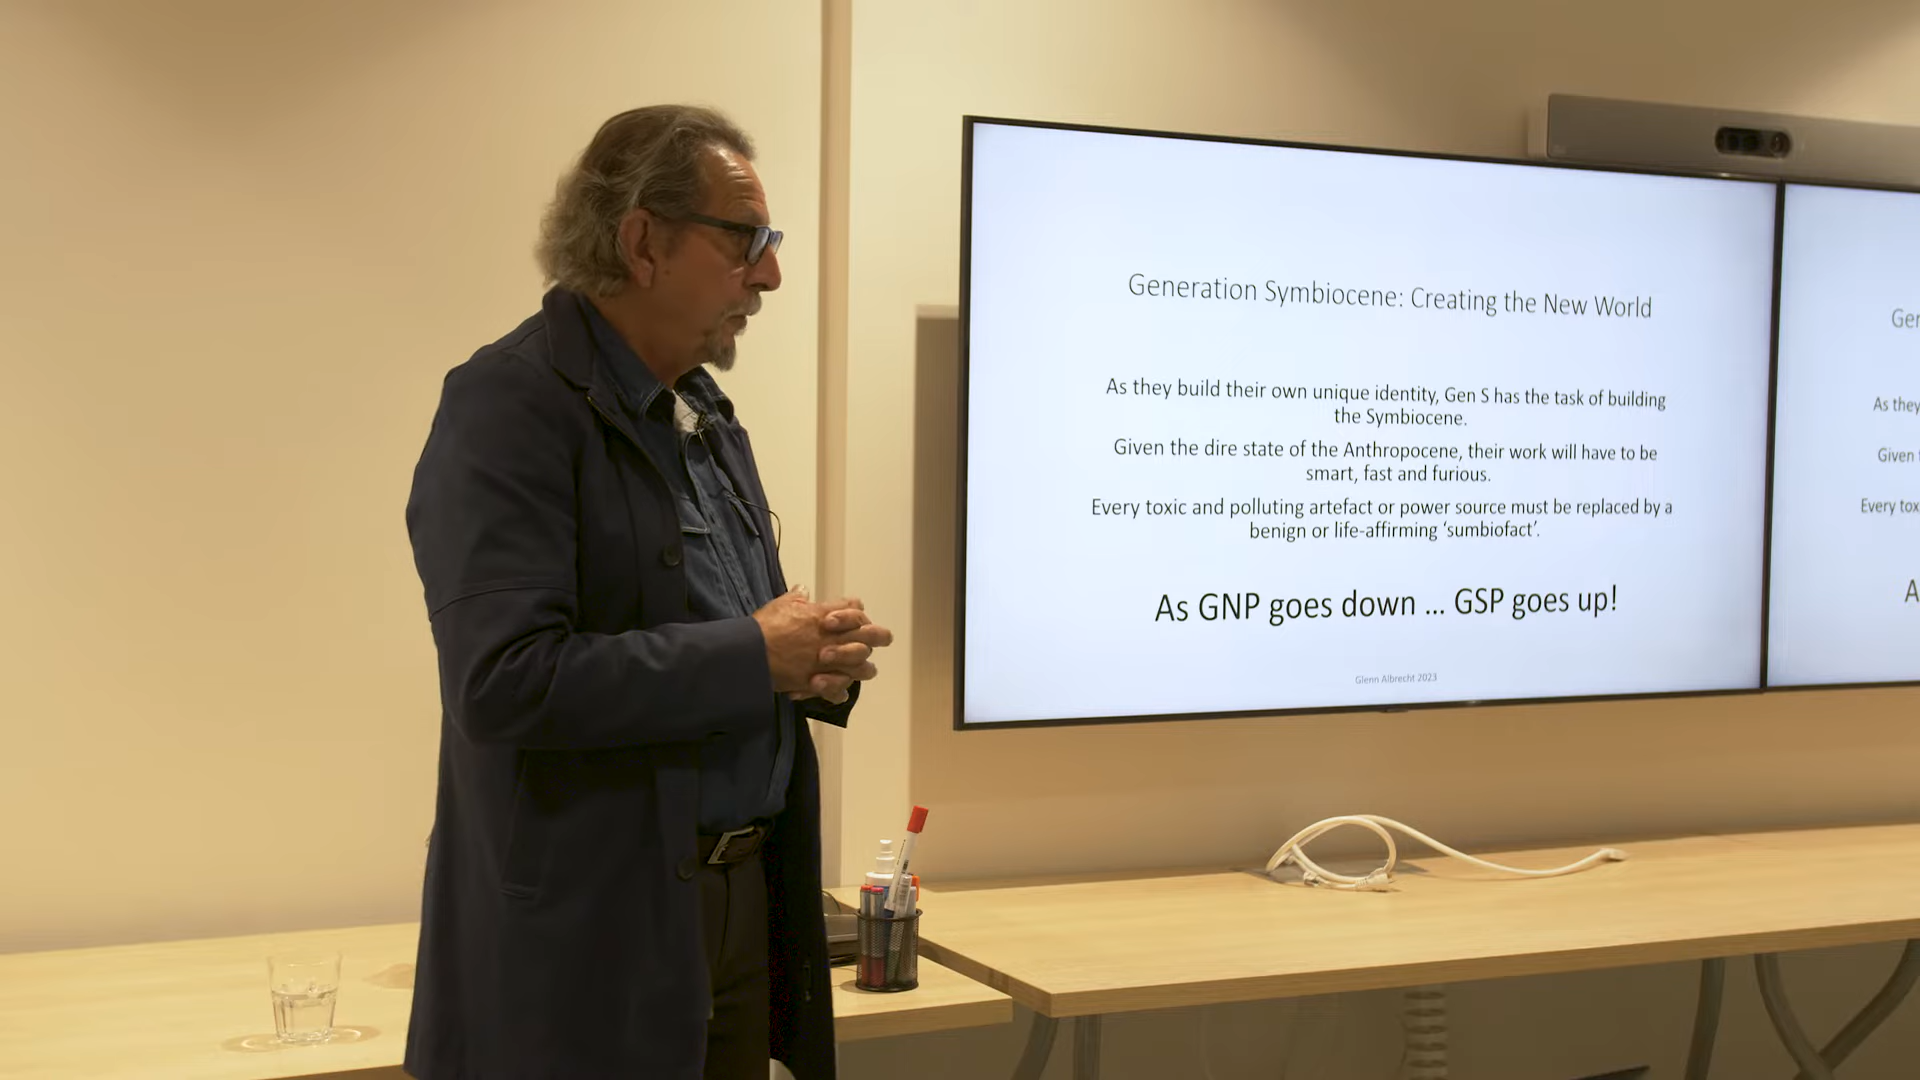 Generation Symbiocene: Creating the New World
As they build their own unique identity, Gen S has the task of building
the Symbiocene.
Given the dire state of the Anthropocene, their work will have to be
smart, fast and furious.
Every toxic and polluting artefact or power source must be replaced by a
benign or life-affirming ‘sumbiofact’.
As GNP goes down ... GSP goes up!
Glenn Albrecht 2023
Ger
As they
Given
Every tox
A